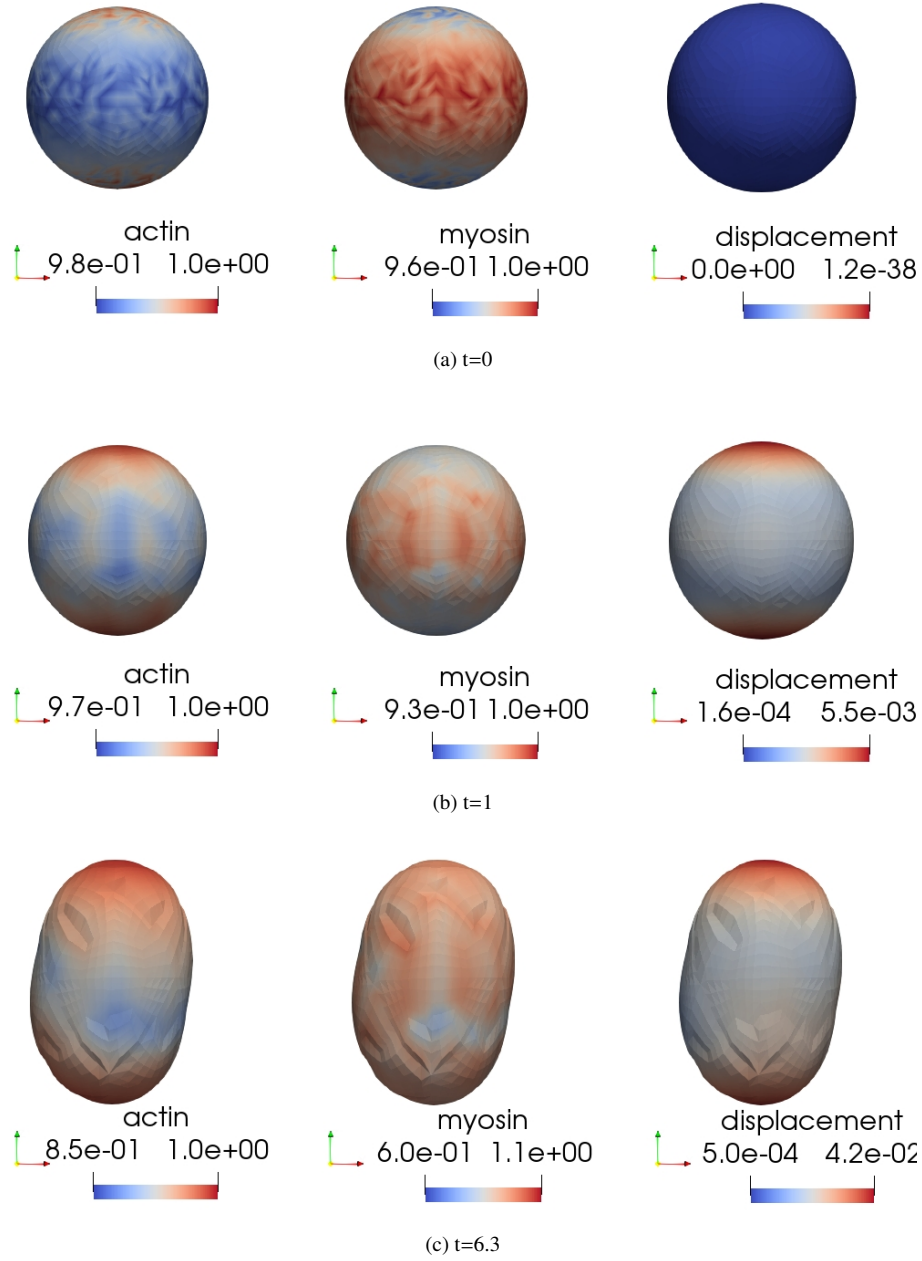 actin
9.8e-01 1.0e+00
myosin
9.6e-01 1.0e+00
displacement
0.0e+00 1.2e-38
(a) t=0
actin
9.7e-01 1.0e+00
myosin
9.3e-01 1.0e+00
displacement
1.6e-04 5.5e-03
(b) t=1
actin
8.5e-01 1.0e+00
myosin
6.0e-01 1.1e+00
displacement
5.0e-04 4.2e-02
(c) t=6.3